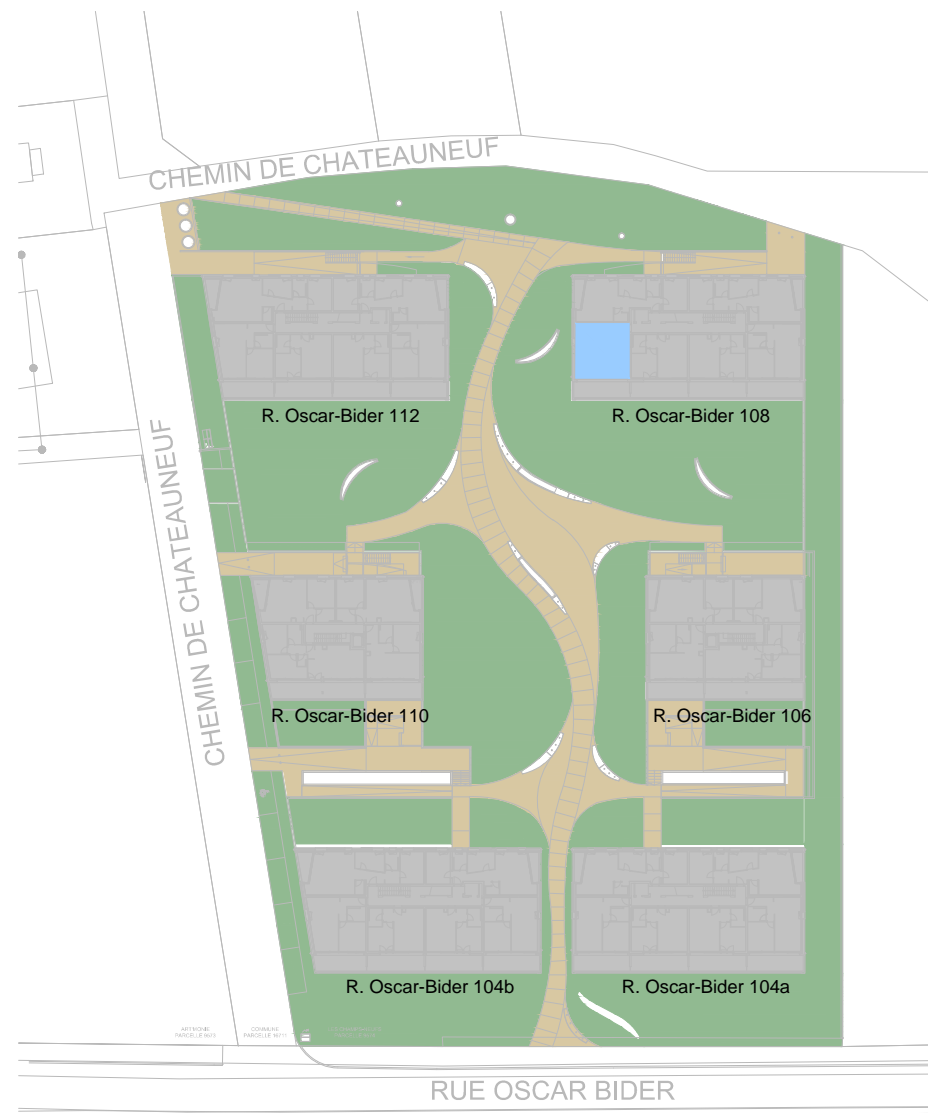 CHEMIN DE CHATEAUNEUF
R. Oscar-Bider 112
R. Oscar-Bider 108
CHEMIN DE CHATEAUNEUF
R. Oscar-Bider 110
R. Oscar-Bider 106
R. Oscar-Bider 104b
R. Oscar-Bider 104a
COMMUNE
RUE OSCAR BIDER